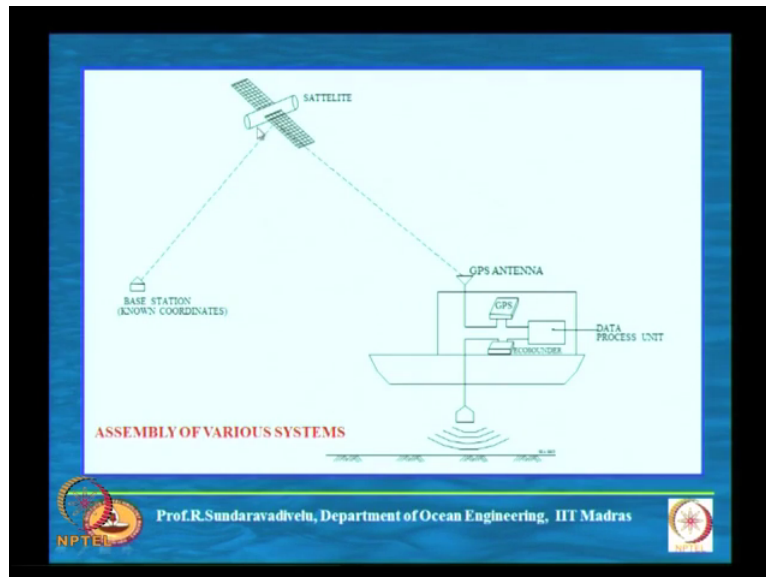 SATTELITE
GPS ANTENNA
GPS
BASE STATION
(KNOWN COORDINATES)
DATA
PROCESS UNIT
ECOSOUNDER
ASSEMBLY OF VARIOUS SYSTEMS
Prof.R.Sundaravadivelu, Department of Ocean Engineering, IIT Madras
NPTEL
NPTEL